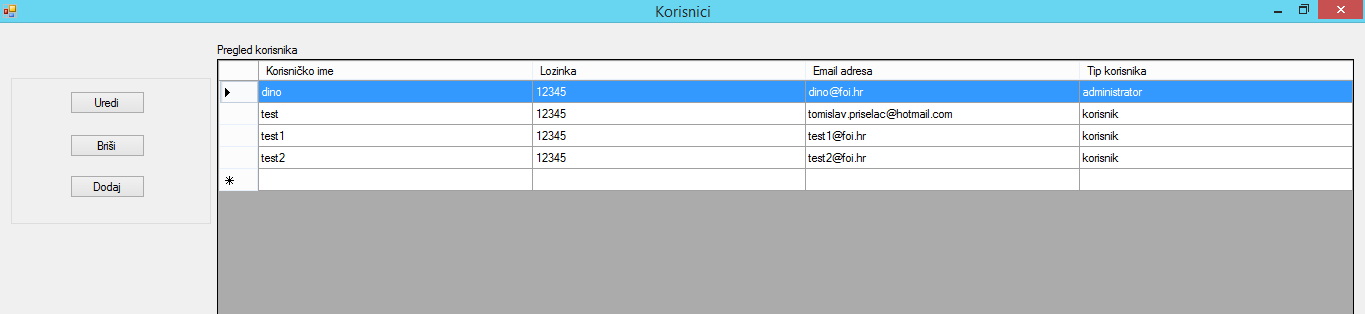 Korisnici
Pregled korisnika
Uredi
Briši
Dodaj
Korisničko ime Lozinka Email adresa Tip korisnika
dino 12345 dino@foi.hr administrator
test 12345 tomislav.priselac@hotmail.com korisnik
test1 12345 test1@foi.hr korisnik
test2 12345 test2@foi.hr korisnik